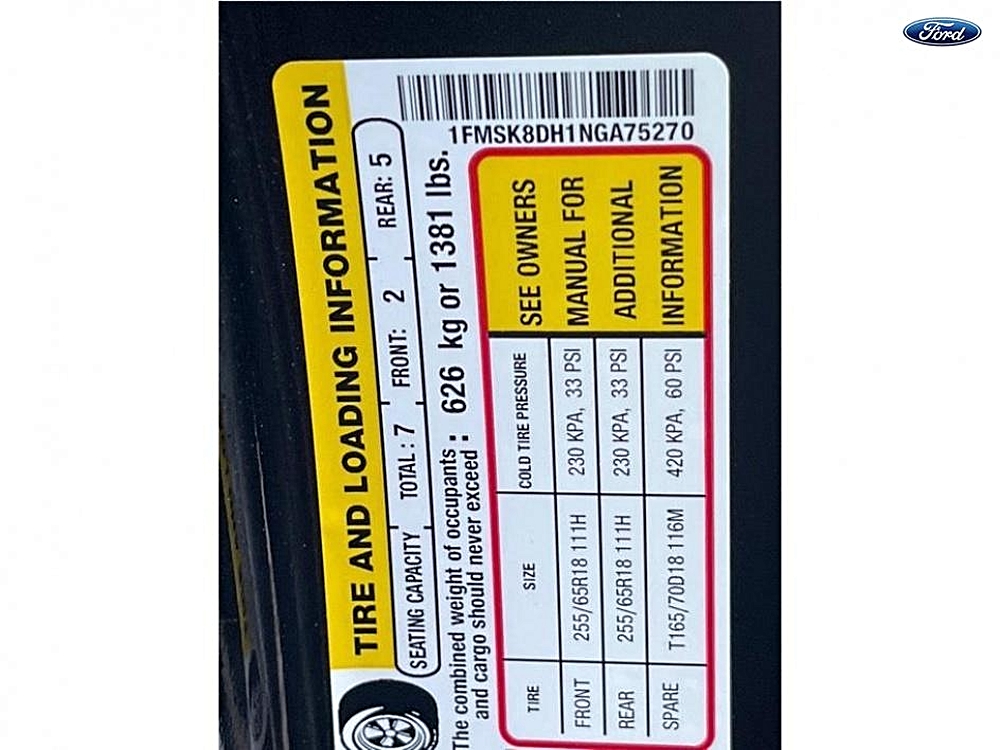 Ford
TIRE AND LOADING INFORMATION
SEATING CAPACITY TOTAL : 7 FRONT: 2 REAR: 5
The combined weight of occupants
and cargo should never exceed : 626 kg or 1381 lbs.
1FMSK8DH1NGA75270
TIRE SIZE COLD TIRE PRESSURE
FRONT 255/65R18 111H 230 KPA, 33 PSI
REAR 255/65R18 111H 230 KPA, 33 PSI
SPARE T165/70D18 116M 420 KPA, 60 PSI
SEE OWNERS
MANUAL FOR
ADDITIONAL
INFORMATION